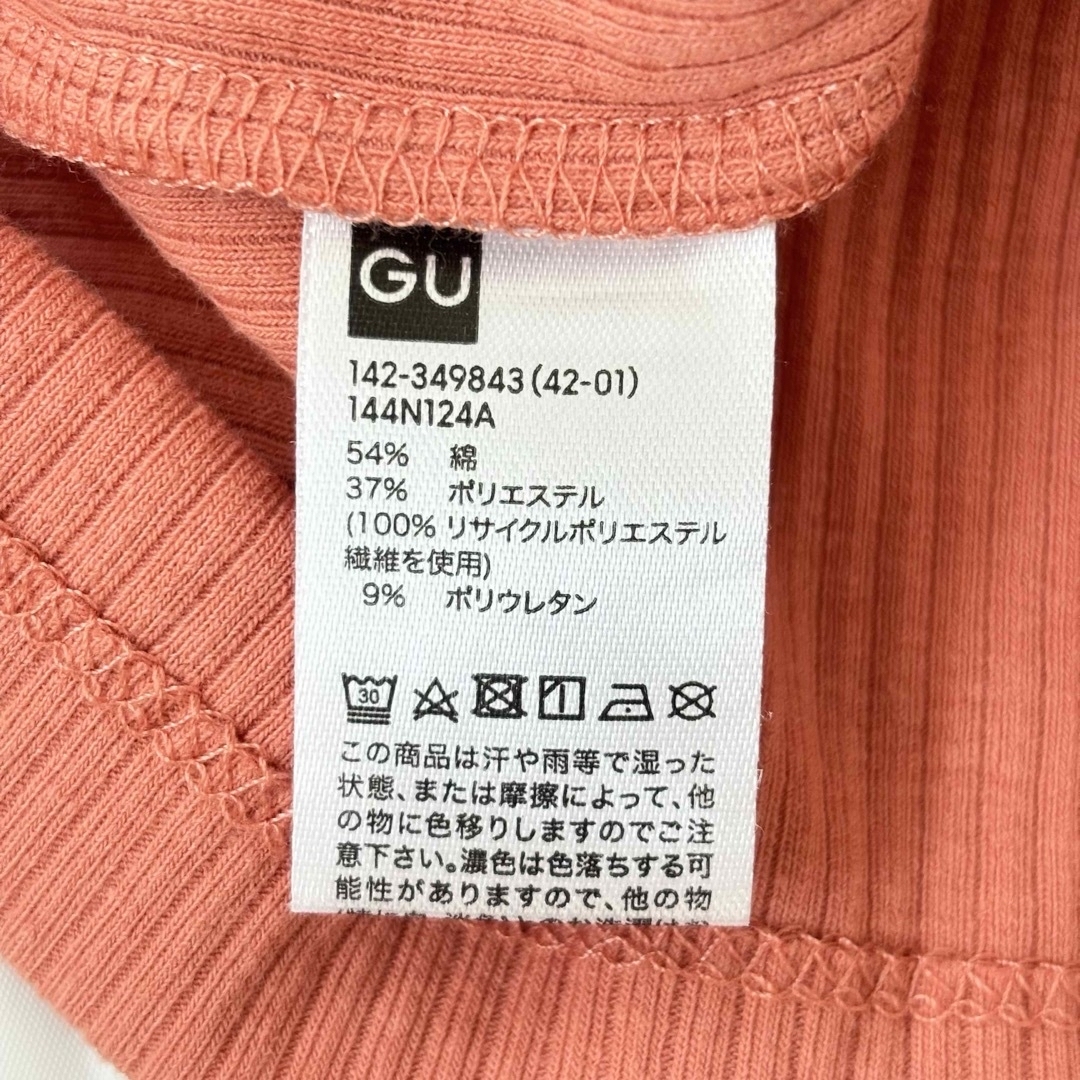 GU
142-349843(42-01)
144N124A
54% 綿
37% ポリエステル
(100% リサイクルポリエステル
繊維を使用)
9% ポリウレタン
30
この商品は汗や雨等で湿った
状態、または摩擦によって、他
の物に色移りしますのでご注
意下さい。濃色は色落ちする可
能性がありますので、他の物